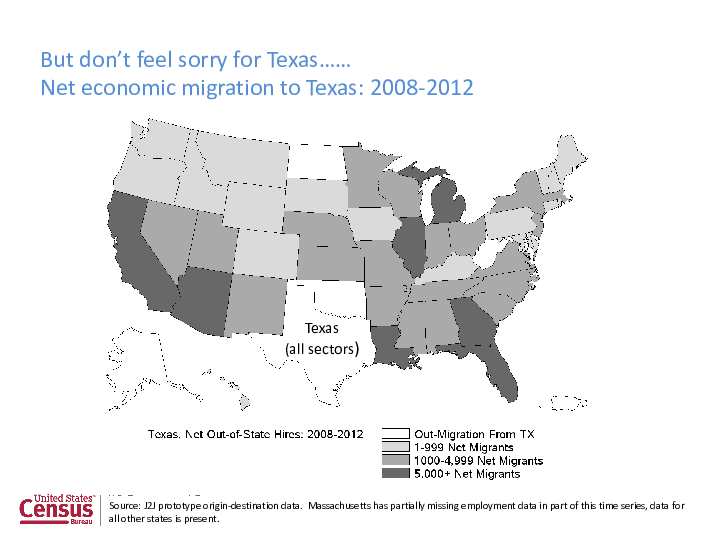 But don’t feel sorry for Texas……
Net economic migration to Texas: 2008-2012
Texas
(all sectors)
Texas. Net Out-of-State Hires: 2008-2012
Out-Migration From TX
1-999 Net Migrants
1000-4,999 Net Migrants
5.000+ Net Migrants
United States®
Census
Bureau
Source: J2J prototype origin-destination data. Massachusetts has partially missing employment data in part of this time series, data for
all other states is present.